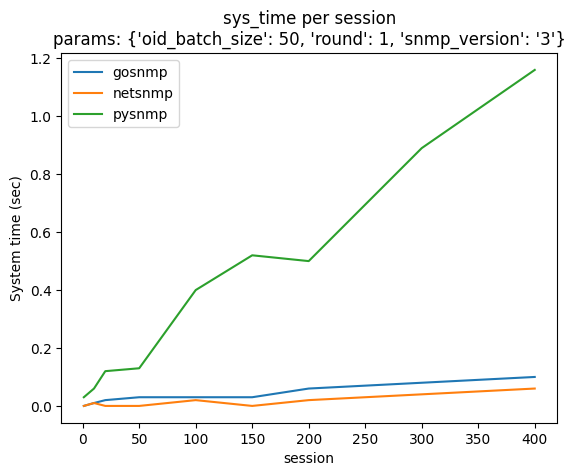 sys_time per session
params: {'oid_batch_size': 50, 'round': 1, 'snmp_version': '3'}
gosnmp
netsnmp
pysnmp
System time (sec)
1.2
1.0
0.8
0.6
0.4
0.2
0.0
0 50 100 150 200 250 300 350 400
session